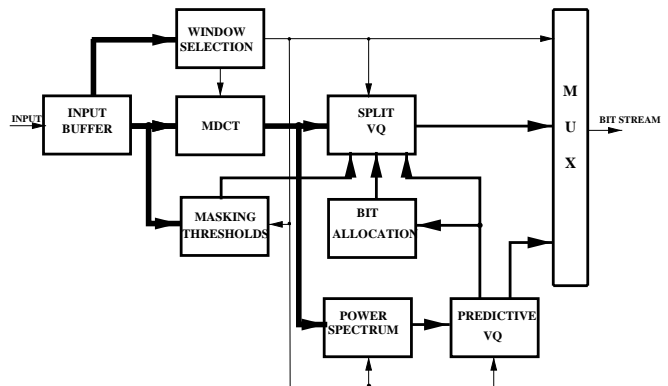 WINDOW
SELECTION
INPUT
INPUT
BUFFER
MDCT
SPLIT
VQ
M
U
X
BIT STREAM
MASKING
THRESHOLDS
BIT
ALLOCATION
POWER
SPECTRUM
PREDICTIVE
VQ